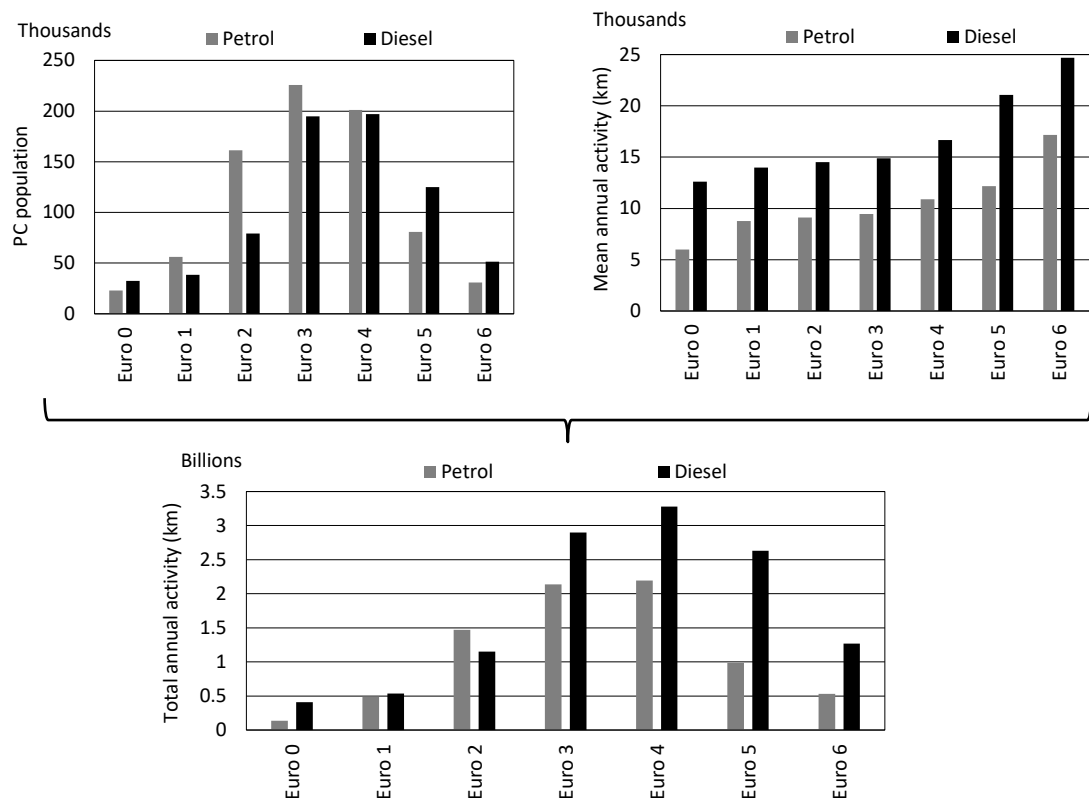 Thousands
Petrol Diesel
PC population
250
200
150
100
50
0
Euro 0
Euro 1
Euro 2
Euro 3
Euro 4
Euro 5
Euro 6
Thousands
Petrol Diesel
Mean annual activity (km)
25
20
15
10
5
0
Euro 0
Euro 1
Euro 2
Euro 3
Euro 4
Euro 5
Euro 6
Billions
Petrol Diesel
Total annual activity (km)
3.5
3
2.5
2
1.5
1
0.5
0
Euro 0
Euro 1
Euro 2
Euro 3
Euro 4
Euro 5
Euro 6